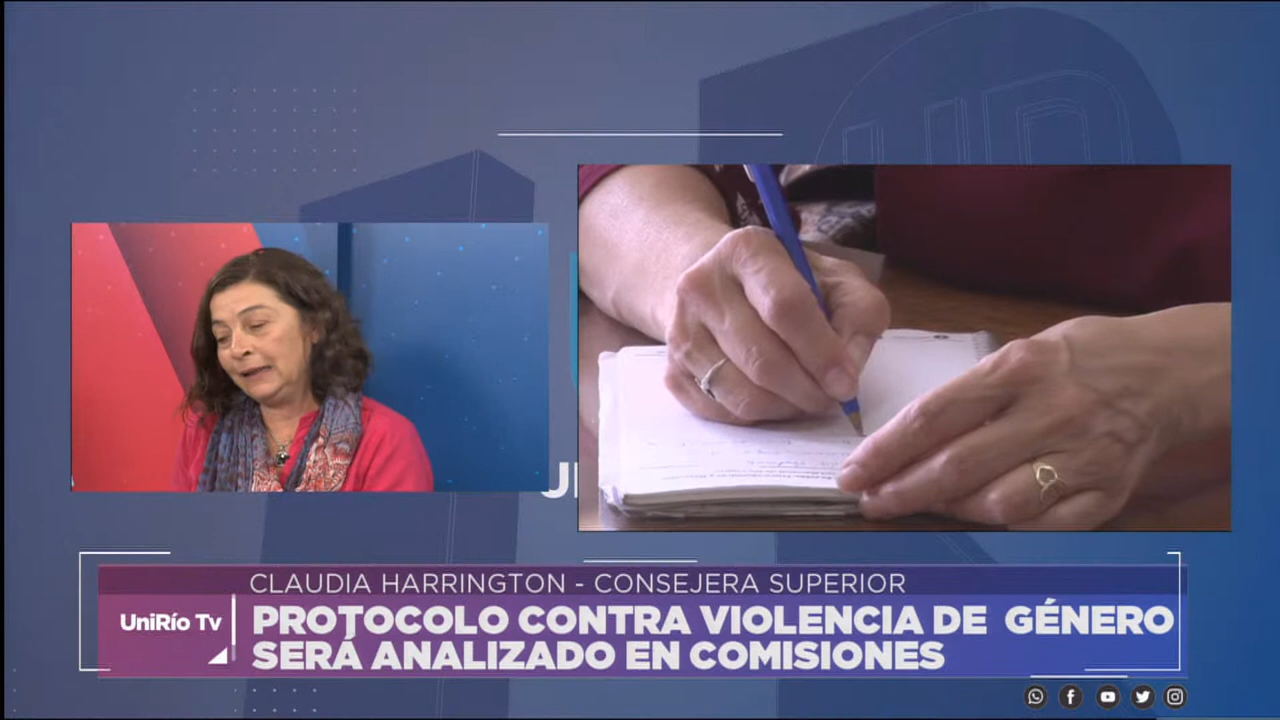 CLAUDIA HARRINGTON - CONSEJERA SUPERIOR
UniRío Tv
PROTOCOLO CONTRA VIOLENCIA DE GÉNERO
SERÁ ANALIZADO EN COMISIONES